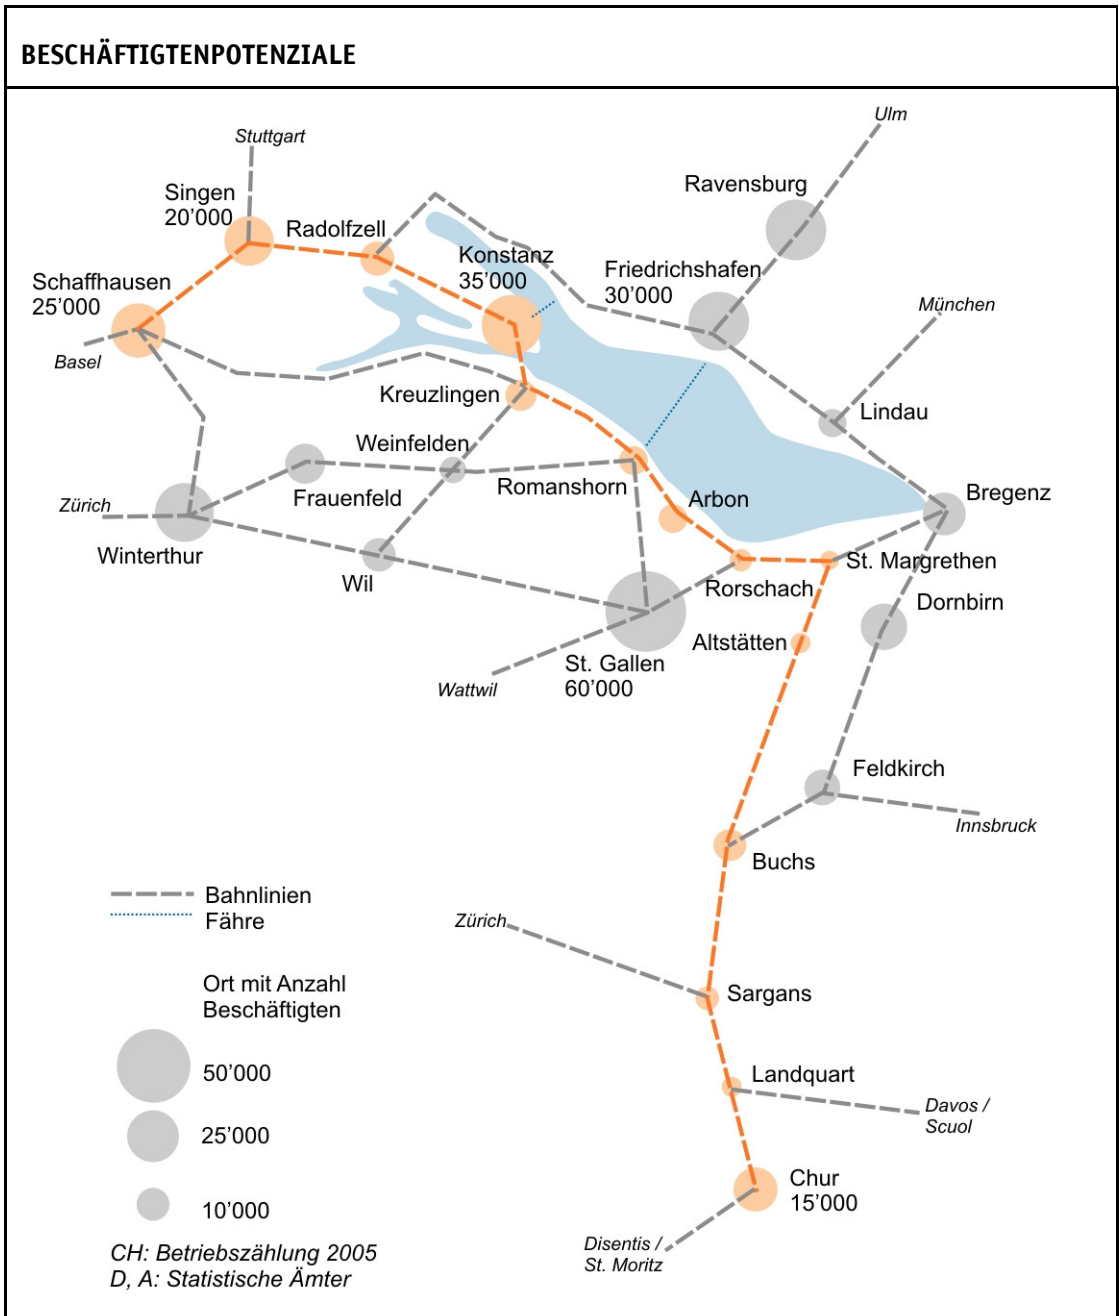 BESCHÄFTIGTENPOTENZIALE
Ulm
Stuttgart
Singen
20’000
Ravensburg
Radolfzell
Konstanz
35’000
Friedrichshafen
30’000
Schaffhausen
25’000
München
Basel
Kreuzlingen
Lindau
Weinfelden
Frauenfeld
Romanshorn
Zürich
Arbon
Bregenz
Winterthur
Wil
St. Margrethen
Rorschach
Dornbirn
Altstätten
St. Gallen
60’000
Wattwil
Feldkirch
Innsbruck
Buchs
Bahnlinien
Fähre
Zürich
Ort mit Anzahl
Beschäftigten
Sargans
50’000
Landquart
Davos /
Scuol
25’000
Chur
15’000
10’000
Disentis /
St. Moritz
CH: Betriebszählung 2005
D, A: Statistische Ämter